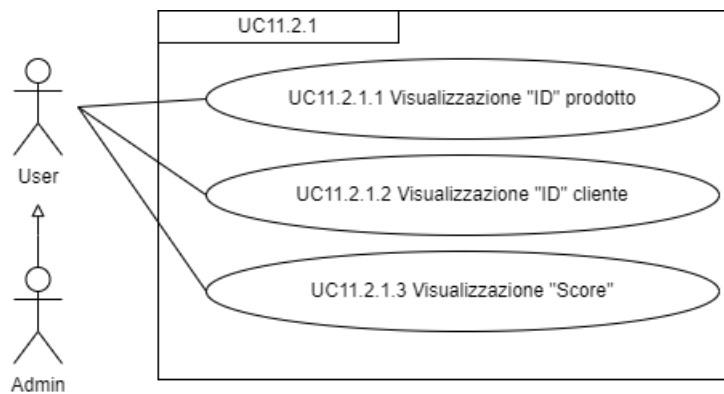 UC11.2.1
UC11.2.1.1 Visualizzazione "ID" prodotto
User
UC11.2.1.2 Visualizzazione "ID" cliente
UC11.2.1.3 Visualizzazione "Score"
Admin